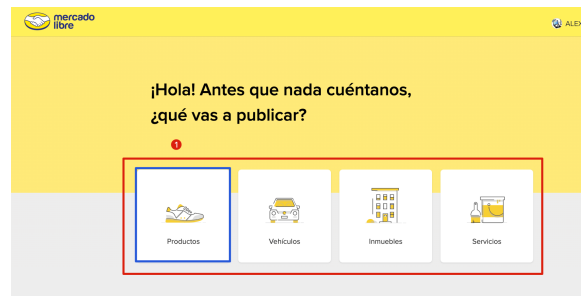 mercado
libre
ALEX
¡Hola! Antes que nada cuéntanos,
¿qué vas a publicar?
1
Productos
Vehículos
Inmuebles
Servicios